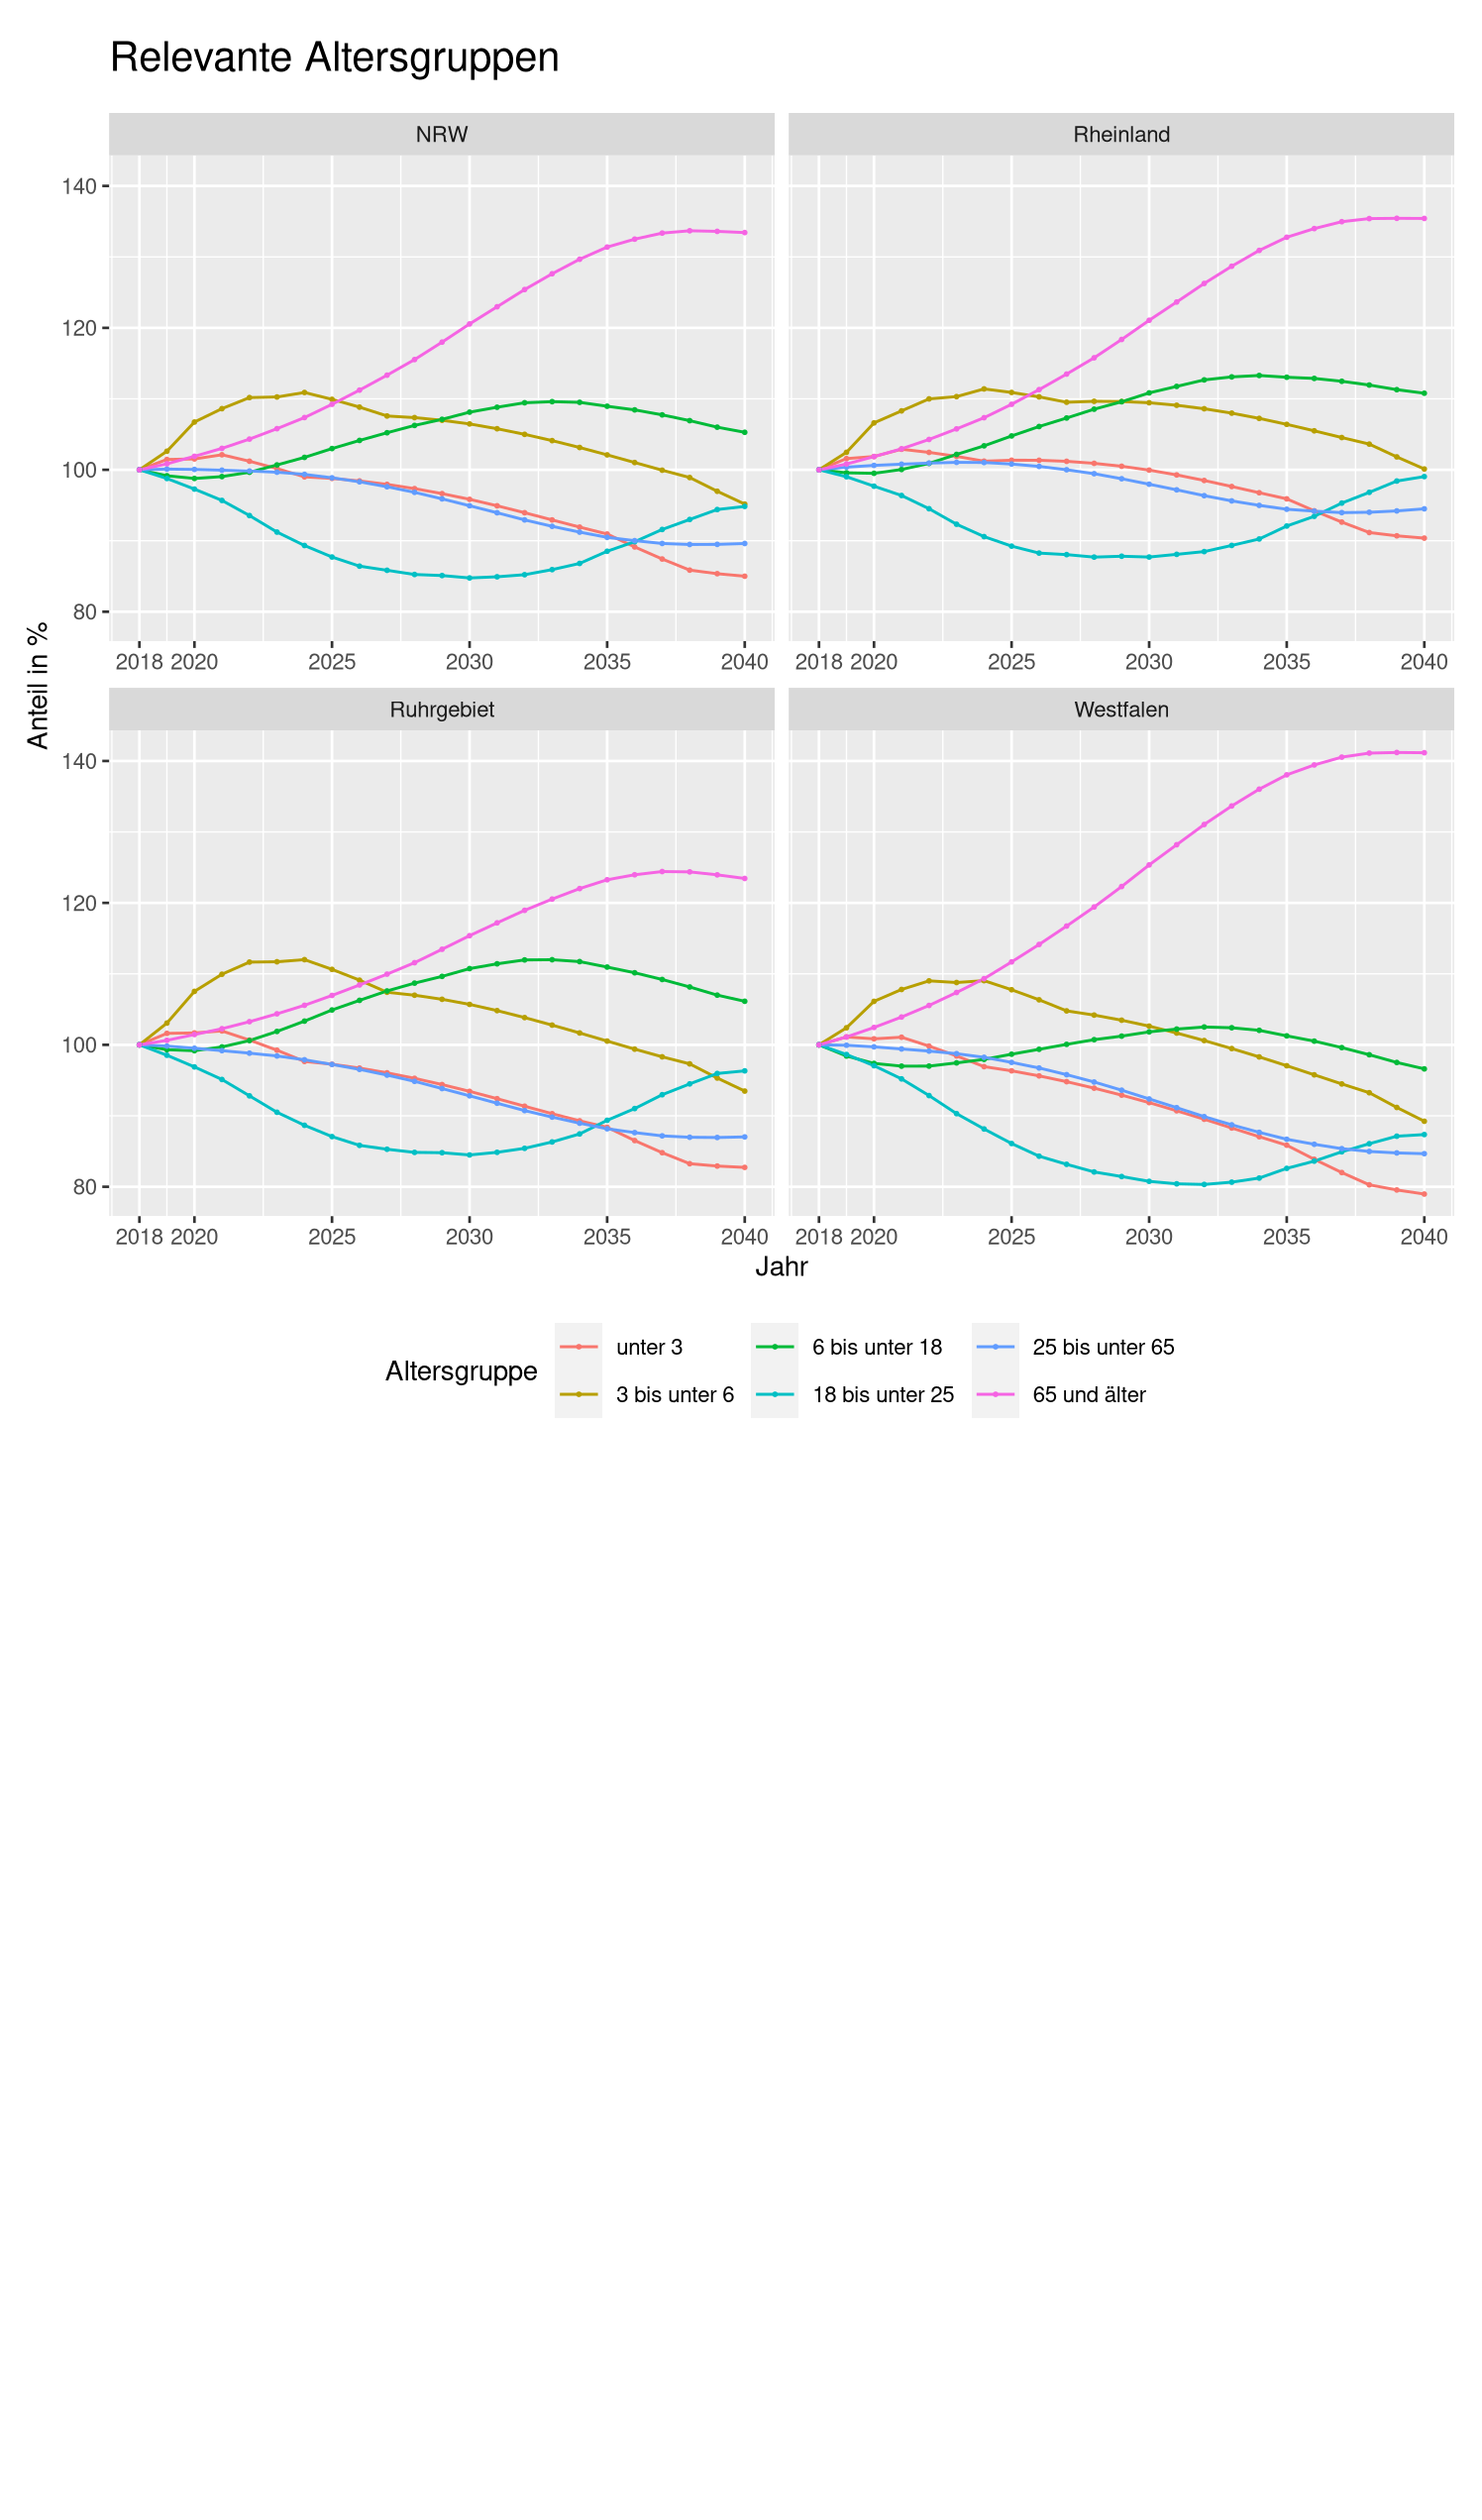 Relevante Altersgruppen
NRW
Rheinland
140
120
100
80
2018 2020 2025 2030 2035 2040
2018 2020 2025 2030 2035 2040
Anteil in %
Ruhrgebiet
Westfalen
140
120
100
80
2018 2020 2025 2030 2035 2040
2018 2020 2025 2030 2035 2040
Jahr
Altersgruppe
unter 3
3 bis unter 6
6 bis unter 18
18 bis unter 25
25 bis unter 65
65 und älter